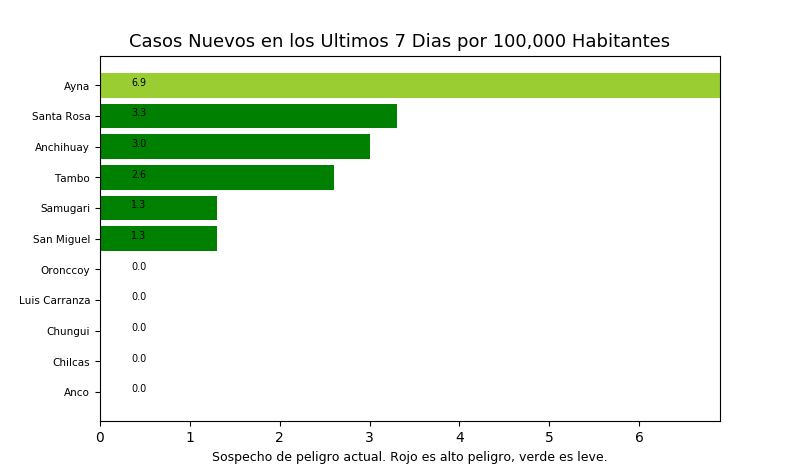 Casos Nuevos en los Ultimos 7 Dias por 100,000 Habitantes
Ayna 6.9
Santa Rosa 3.3
Anchihuay 3.0
Tambo 2.6
Samugari 1.3
San Miguel 1.3
Oronccoy 0.0
Luis Carranza 0.0
Chungui 0.0
Chilcas 0.0
Anco 0.0
0 1 2 3 4 5 6
Sospecho de peligro actual. Rojo es alto peligro, verde es leve.